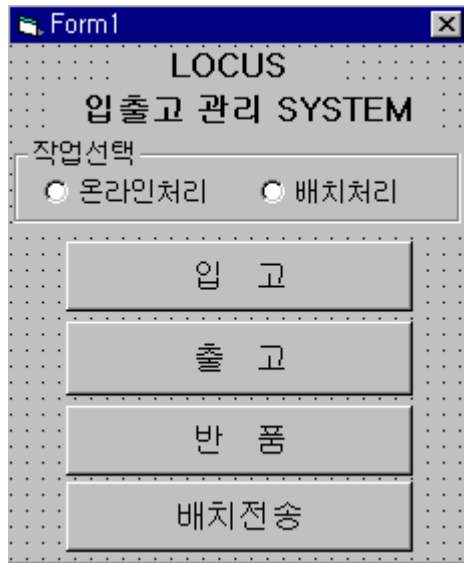 Form1
LOCUS
입출고 관리 SYSTEM
작업선택
온라인처리 배치처리
입 고
출 고
반 품
배치전송